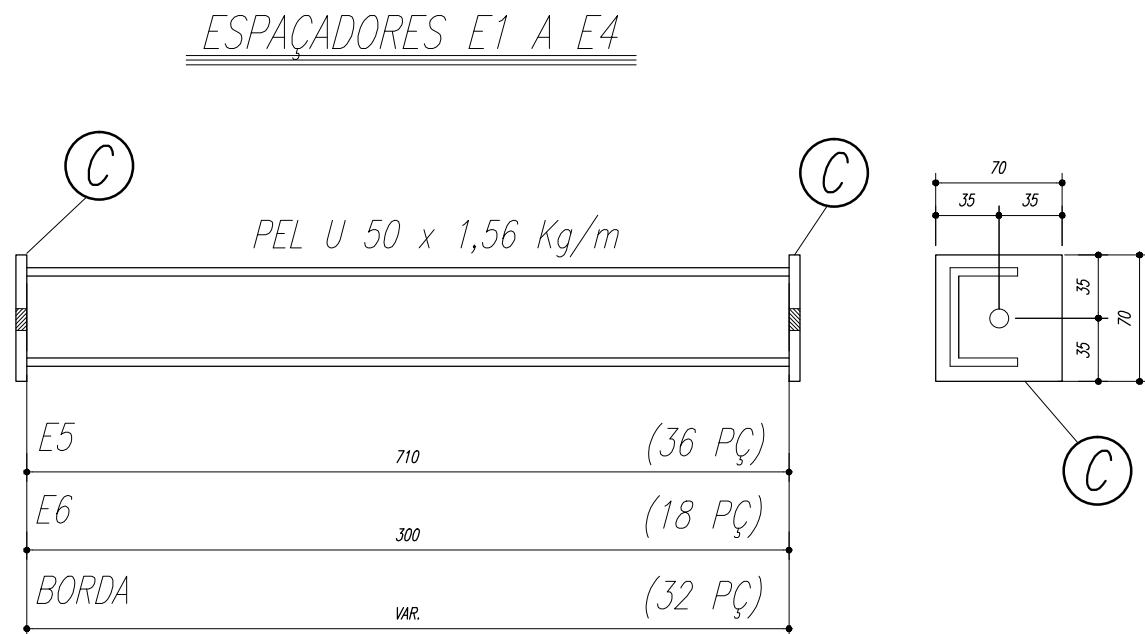 ESPAÇADORES E1 A E4
C
C
70
35 35
PEL U 50 x 1,56 Kg/m
35
70
35
C
E5 710 (36 PÇ)
E6 300 (18 PÇ)
BORDA VAR. (32 PÇ)